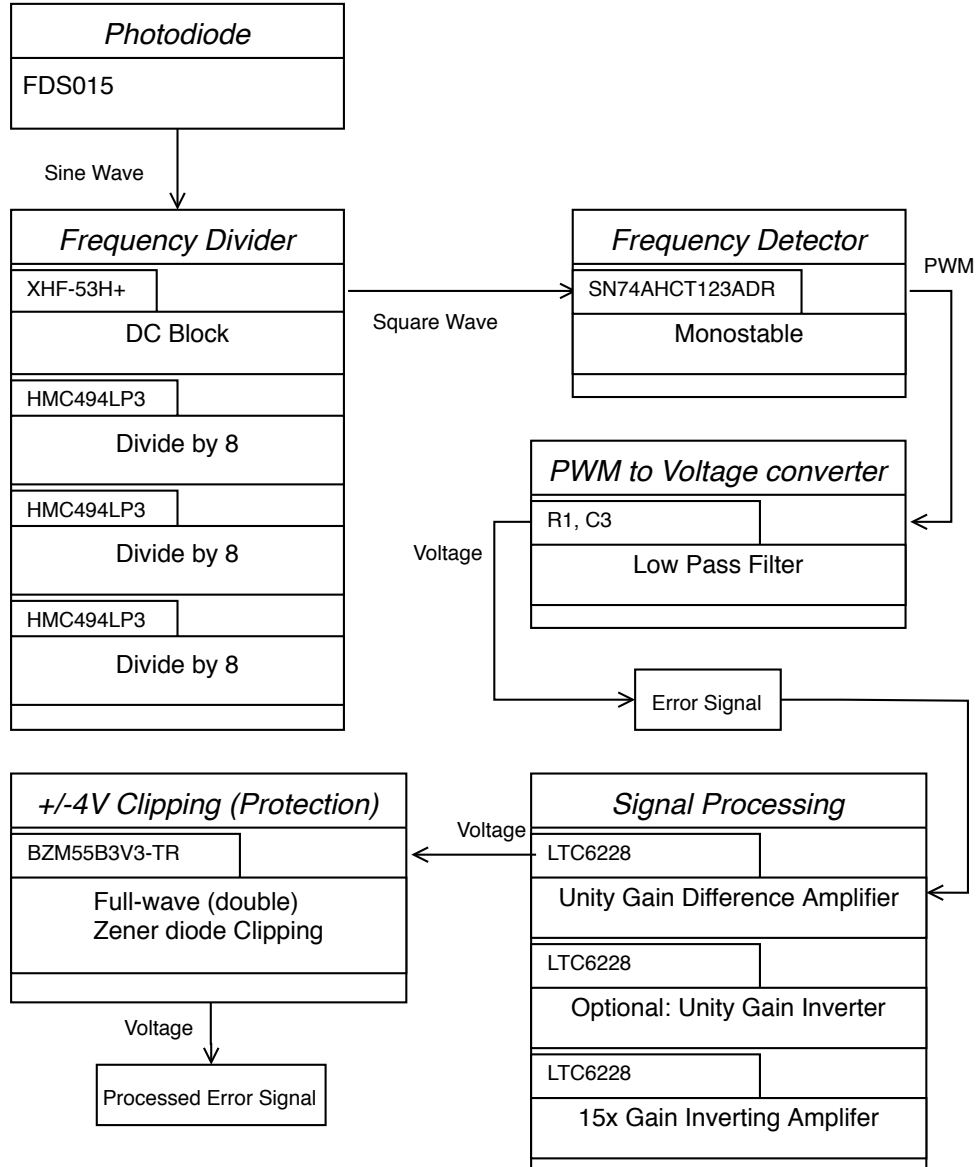 Photodiode
FDS015
Sine Wave
Frequency Divider
XHF-53H+
DC Block
HMC494LP3
Divide by 8
HMC494LP3
Divide by 8
HMC494LP3
Divide by 8
Square Wave
Frequency Detector
SN74AHCT123ADR
Monostable
PWM
PWM to Voltage converter
R1, C3
Low Pass Filter
Voltage
Error Signal
Signal Processing
LTC6228
Unity Gain Difference Amplifier
LTC6228
Optional: Unity Gain Inverter
LTC6228
15x Gain Inverting Amplifer
Voltage
+/-4V Clipping (Protection)
BZM55B3V3-TR
Full-wave (double)
Zener diode Clipping
Voltage
Processed Error Signal